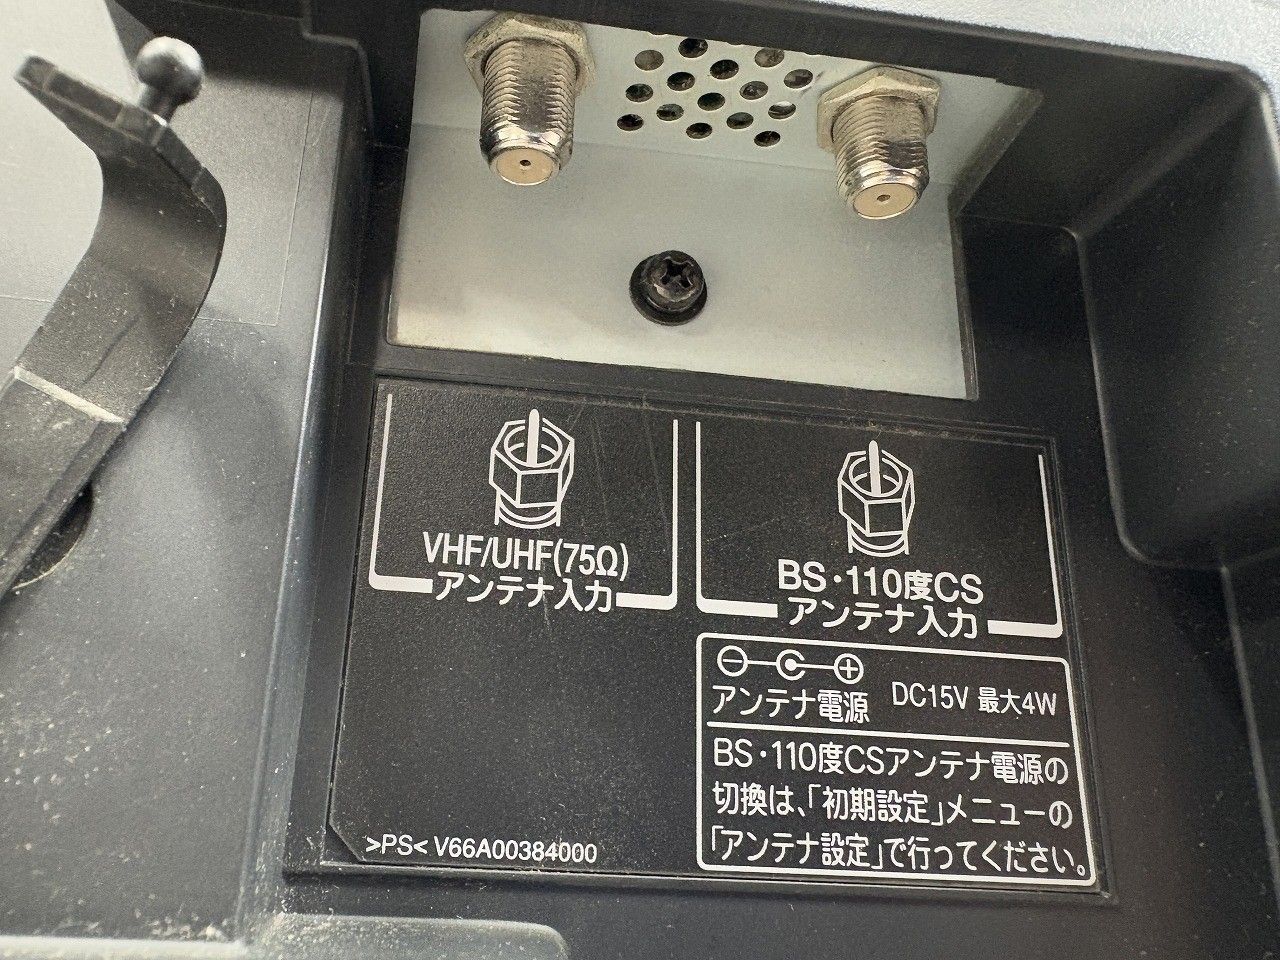 VHF/UHF(75Ω)
アンテナ入力
BS・110度CS
アンテナ入力
アンテナ電源 DC15V 最大4W
BS・110度CSアンテナ電源の
切換は、「初期設定」メニューの
「アンテナ設定」で行ってください。
>PS< V66A00384000